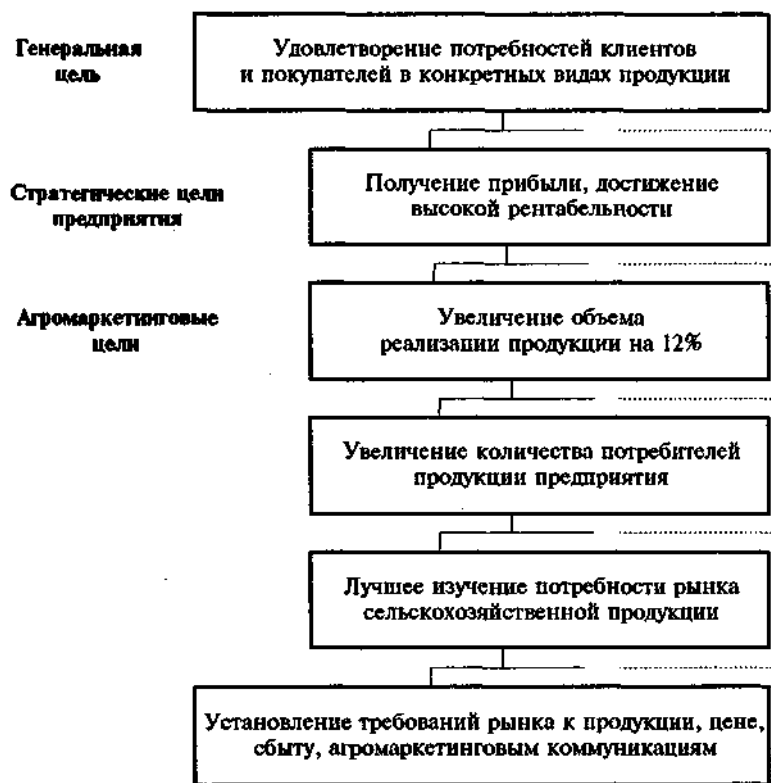 Генеральная
цель
Удовлетворение потребностей клиентов
и покупателей в конкретных видах продукции
Стратегические цели
предприятия
Получение прибыли, достижение
высокой рентабельности
Агромаркетинговые
цели
Увеличение объема
реализации продукции на 12%
Увеличение количества потребителей
продукции предприятия
Лучшее изучение потребности рынка
сельскохозяйственной продукции
Установление требований рынка к продукции, цене,
сбыту, агромаркетинговым коммуникациям